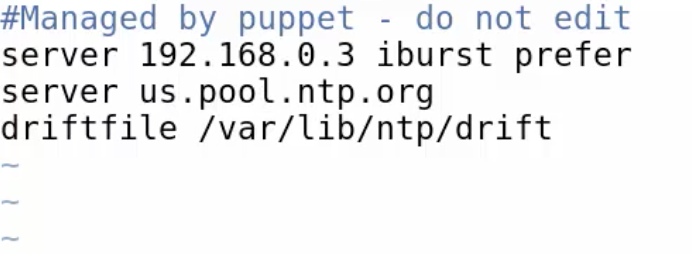 #Managed by puppet - do not edit
server 192.168.0.3 iburst prefer
server us.pool.ntp.org
driftfile /var/lib/ntp/drift
~
~
~